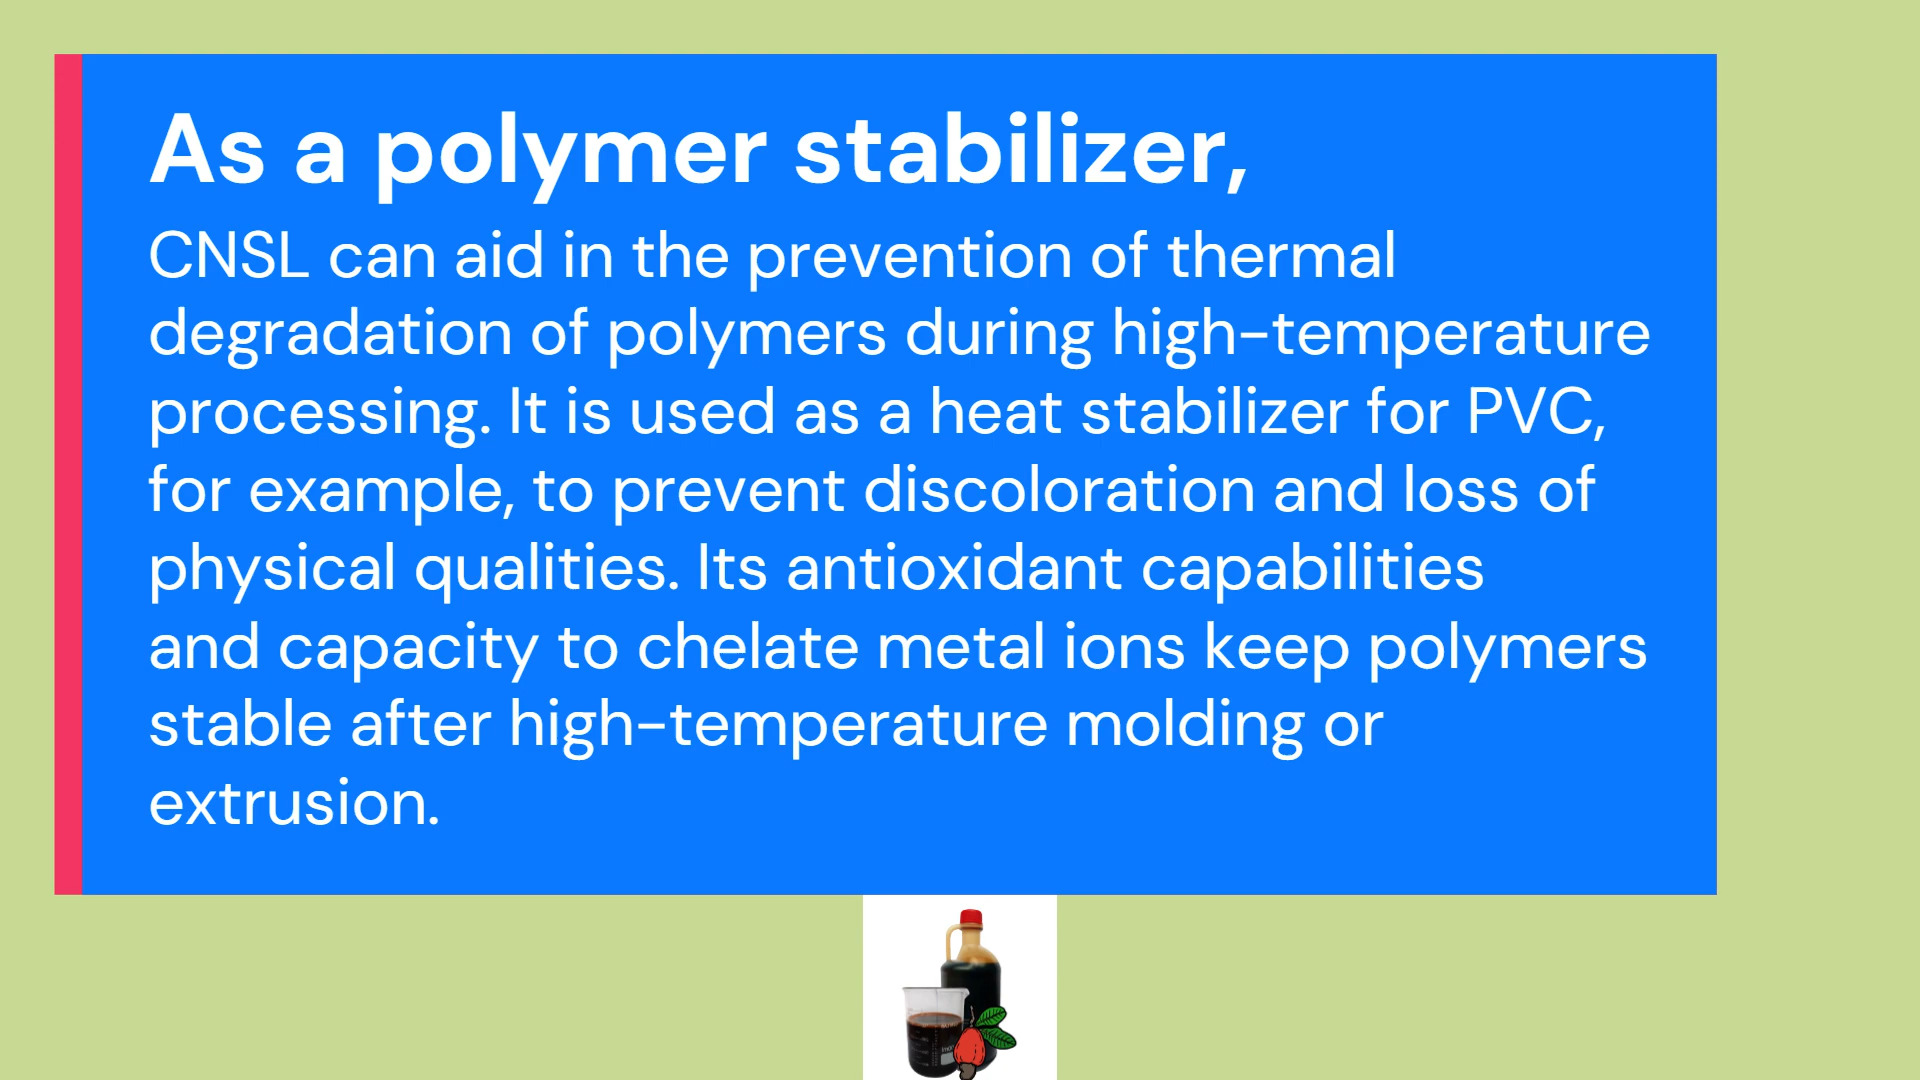 As a polymer stabilizer,
CNSL can aid in the prevention of thermal
degradation of polymers during high-temperature
processing. It is used as a heat stabilizer for PVC,
for example, to prevent discoloration and loss of
physical qualities. Its antioxidant capabilities
and capacity to chelate metal ions keep polymers
stable after high-temperature molding or
extrusion.